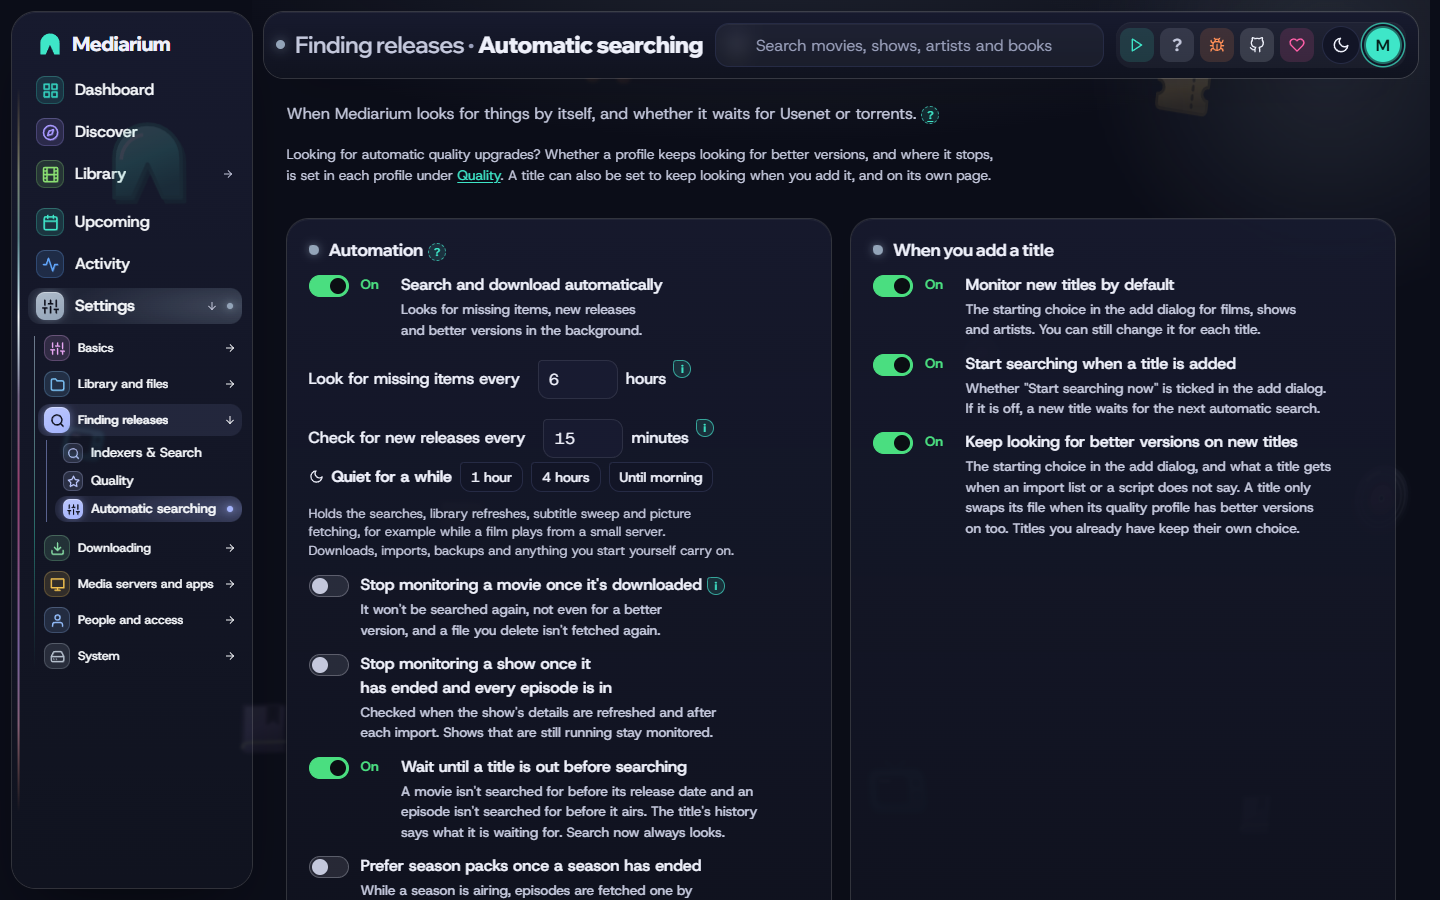 Mediarium
Dashboard
Discover
Library
Upcoming
Activity
Settings
Basics
Library and files
Finding releases
Indexers & Search
Quality
Automatic searching
Downloading
Media servers and apps
People and access
System
Finding releases · Automatic searching
Search movies, shows, artists and books
?
M
When Mediarium looks for things by itself, and whether it waits for Usenet or torrents. ?
Looking for automatic quality upgrades? Whether a profile keeps looking for better versions, and where it stops,
is set in each profile under Quality. A title can also be set to keep looking when you add it, and on its own page.
Automation ?
On Search and download automatically
Looks for missing items, new releases
and better versions in the background.
Look for missing items every 6 hours i
Check for new releases every 15 minutes i
Quiet for a while 1 hour 4 hours Until morning
Holds the searches, library refreshes, subtitle sweep and picture
fetching, for example while a film plays from a small server.
Downloads, imports, backups and anything you start yourself carry on.
Stop monitoring a movie once it's downloaded i
It won't be searched again, not even for a better
version, and a file you delete isn't fetched again.
Stop monitoring a show once it
has ended and every episode is in
Checked when the show's details are refreshed and after
each import. Shows that are still running stay monitored.
On Wait until a title is out before searching
A movie isn't searched for before its release date and an
episode isn't searched for before it airs. The title's history
says what it is waiting for. Search now always looks.
Prefer season packs once a season has ended
While a season is airing, episodes are fetched one by
When you add a title
On Monitor new titles by default
The starting choice in the add dialog for films, shows
and artists. You can still change it for each title.
On Start searching when a title is added
Whether "Start searching now" is ticked in the add dialog.
If it is off, a new title waits for the next automatic search.
On Keep looking for better versions on new titles
The starting choice in the add dialog, and what a title gets
when an import list or a script does not say. A title only
swaps its file when its quality profile has better versions
on too. Titles you already have keep their own choice.